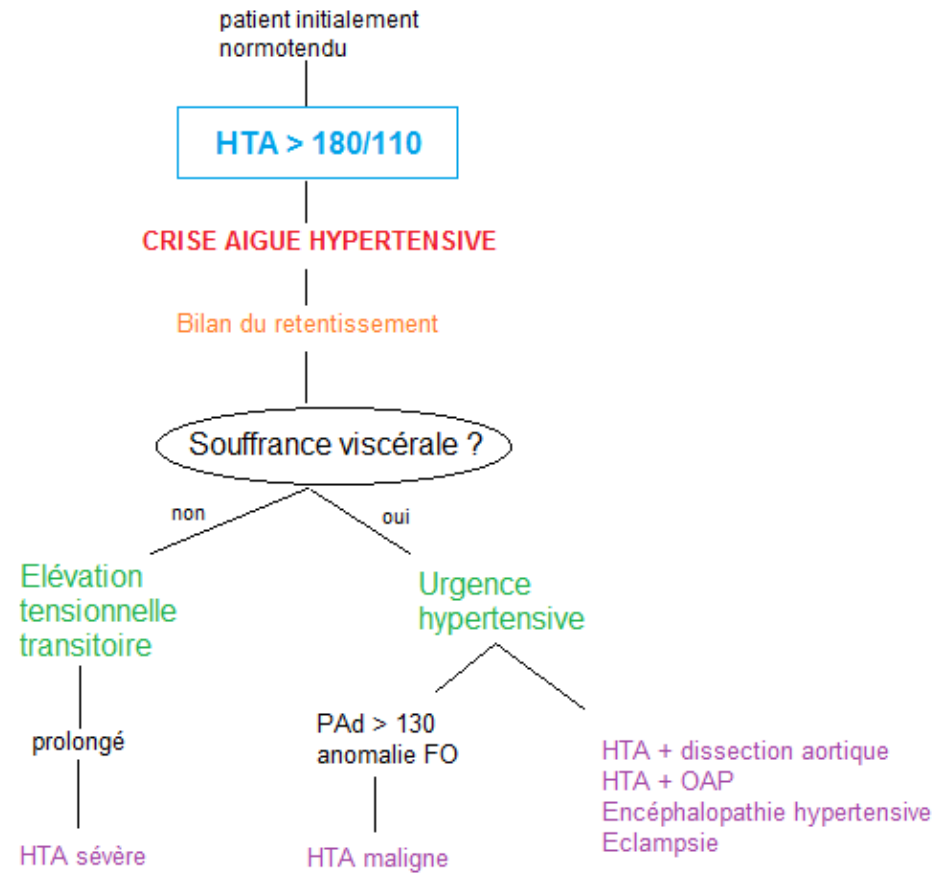 patient initialement
normotendu
HTA > 180/110
CRISE AIGUE HYPERTENSIVE
Bilan du retentissement
Souffrance viscérale ?
non
oui
Elévation
tensionnelle
transitoire
Urgence
hypertensive
prolongé
PAd > 130
anomalie FO
HTA + dissection aortique
HTA + OAP
Encéphalopathie hypertensive
Eclampsie
HTA sévère
HTA maligne